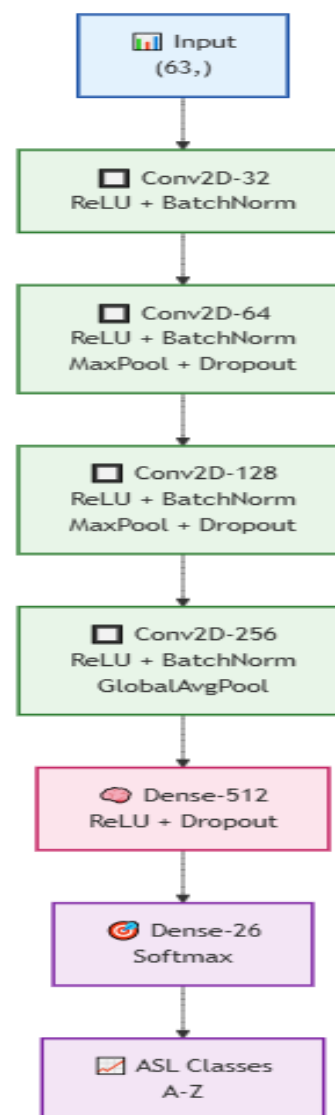 Input
(63,)
Conv2D-32
ReLU + BatchNorm
Conv2D-64
ReLU + BatchNorm
MaxPool + Dropout
Conv2D-128
ReLU + BatchNorm
MaxPool + Dropout
Conv2D-256
ReLU + BatchNorm
GlobalAvgPool
Dense-512
ReLU + Dropout
Dense-26
Softmax
ASL Classes
A-Z